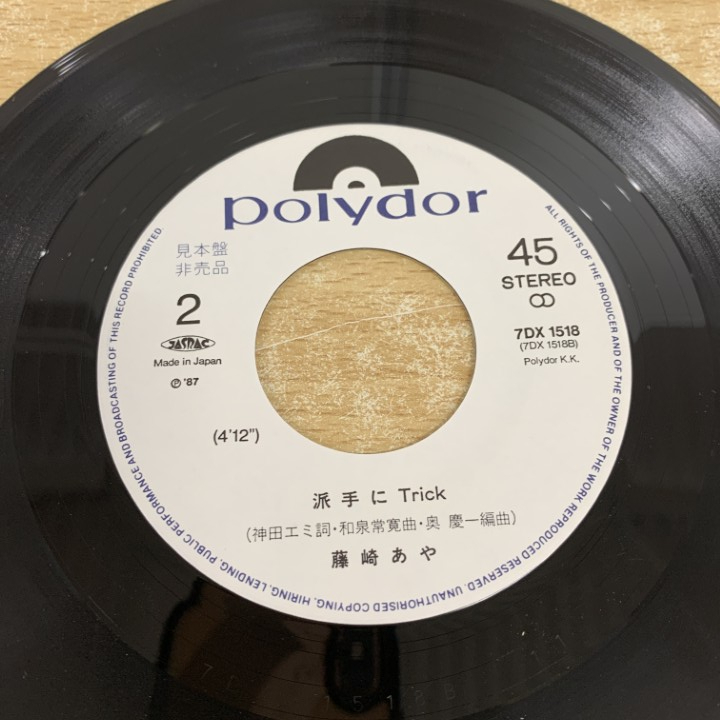 polydor
見本盤
非売品
45
STEREO
2
JASRAC
Made in Japan
℗ '87
7DX 1518
(7DX 1518B)
Polydor K.K.
(4'12")
派手に Trick
(神田エミ詞・和泉常寛曲・奥 慶一編曲)
藤崎あや
ALL RIGHTS OF THE PRODUCER AND OF THE OWNER OF THE WORK REPRODUCED RESERVED. UNAUTHORISED COPYING, HIRING, LENDING, PUBLIC PERFORMANCE AND BROADCASTING OF THIS RECORD PROHIBITED.